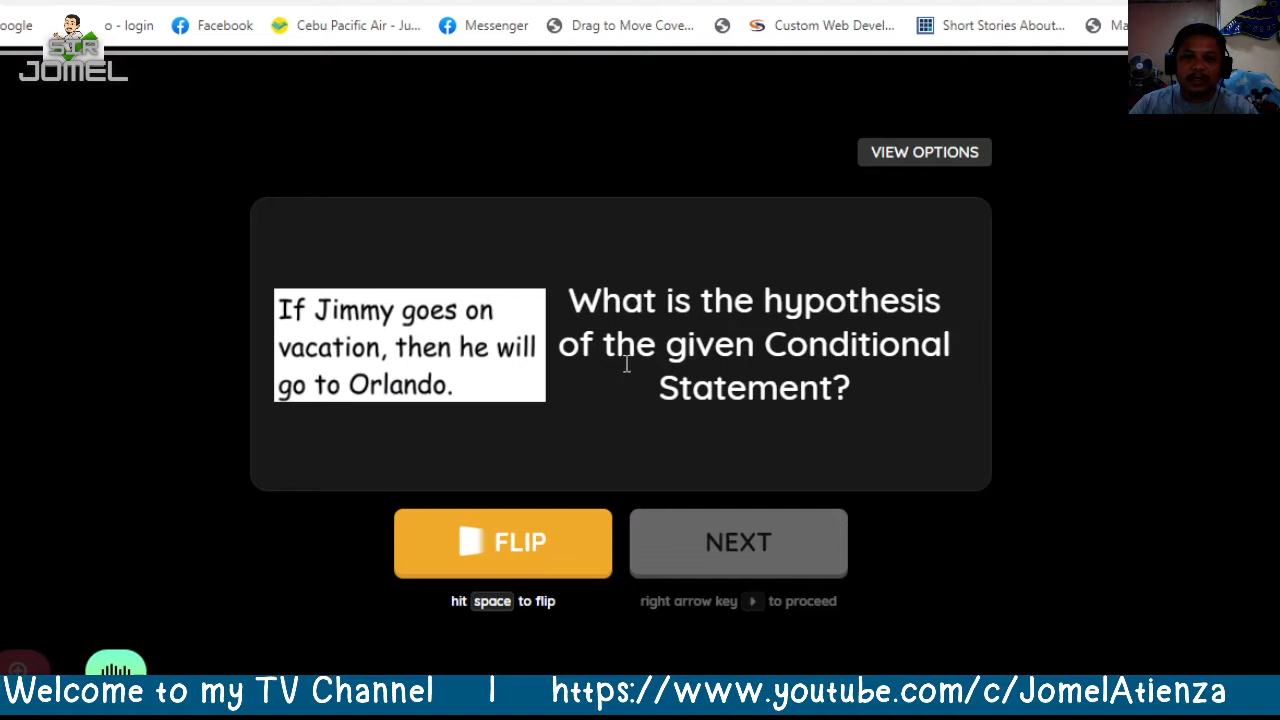 oogle
o - login
Facebook
Cebu Pacific Air - Ju...
Messenger
Drag to Move Cove...
Custom Web Devel...
Short Stories About...
Ma
SIR
JOMEL
VIEW OPTIONS
If Jimmy goes on
vacation, then he will
go to Orlando.
What is the hypothesis
of the given Conditional
Statement?
FLIP
NEXT
hit space to flip
right arrow key to proceed
Welcome to my TV Channel | https://www.youtube.com/c/JomelAtienza